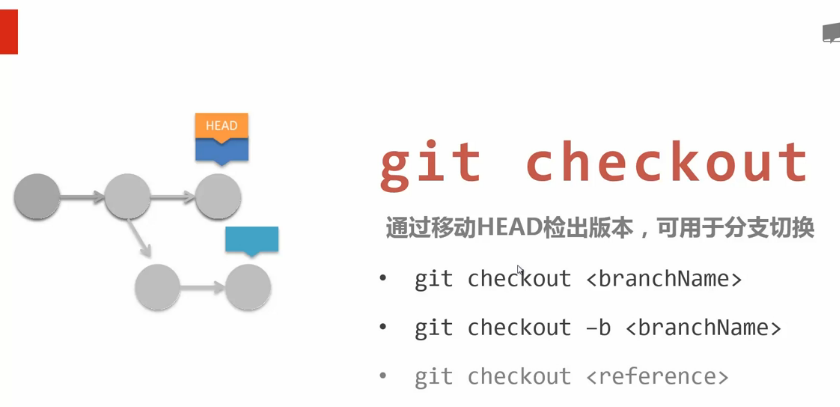 HEAD
git checkout
通过移动HEAD检出版本，可用于分支切换
• git checkout <branchName>
• git checkout –b <branchName>
• git checkout <reference>